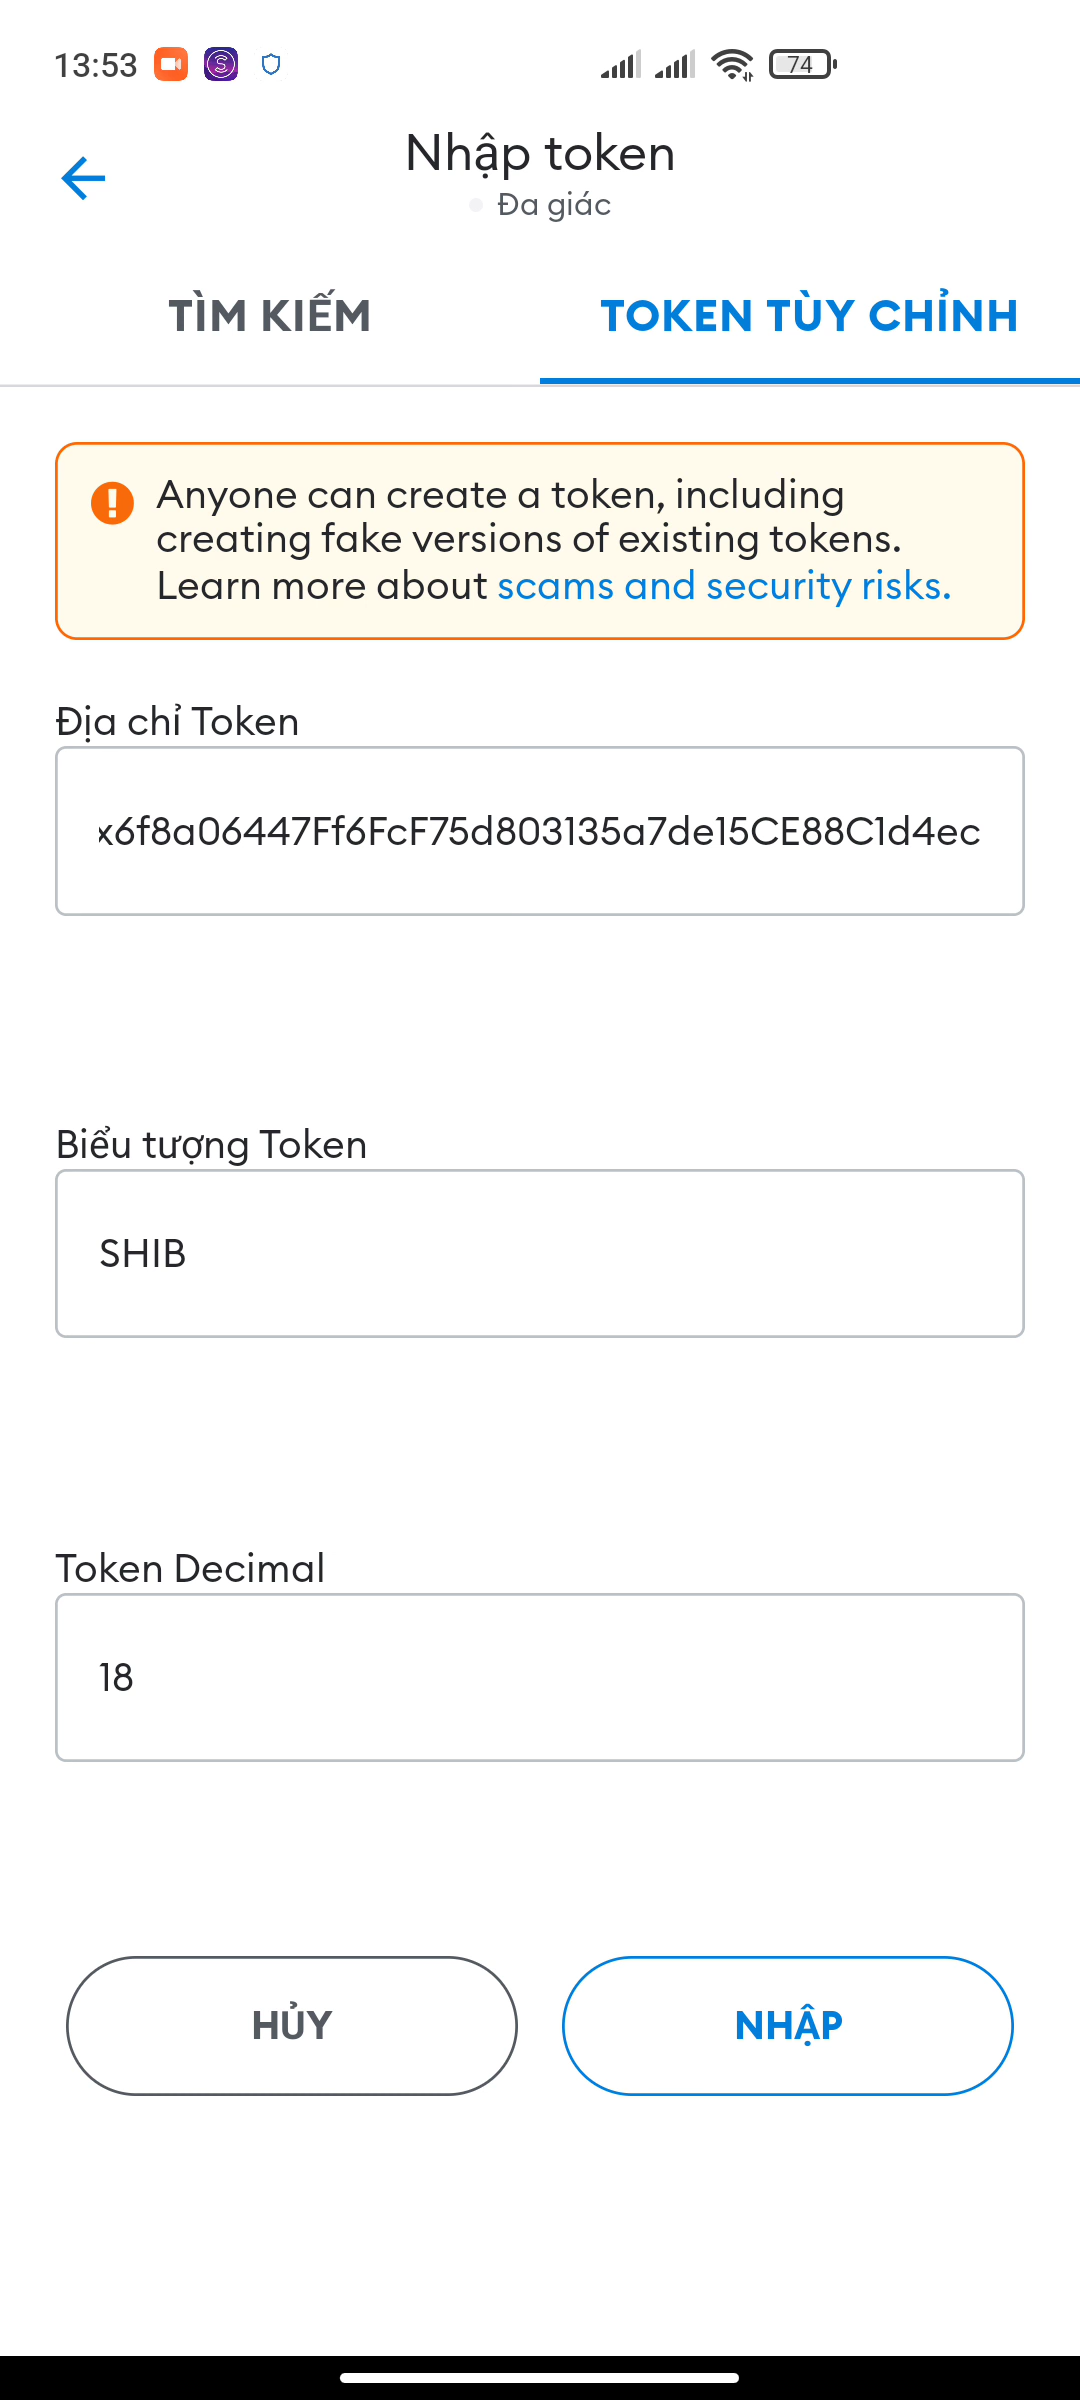 13:53
74
Nhập token
Đa giác
TÌM KIẾM
TOKEN TÙY CHỈNH
Anyone can create a token, including
creating fake versions of existing tokens.
Learn more about scams and security risks.
Địa chỉ Token
x6f8a06447Ff6FcF75d803135a7de15CE88C1d4ec
Biểu tượng Token
SHIB
Token Decimal
18
HỦY
NHẬP